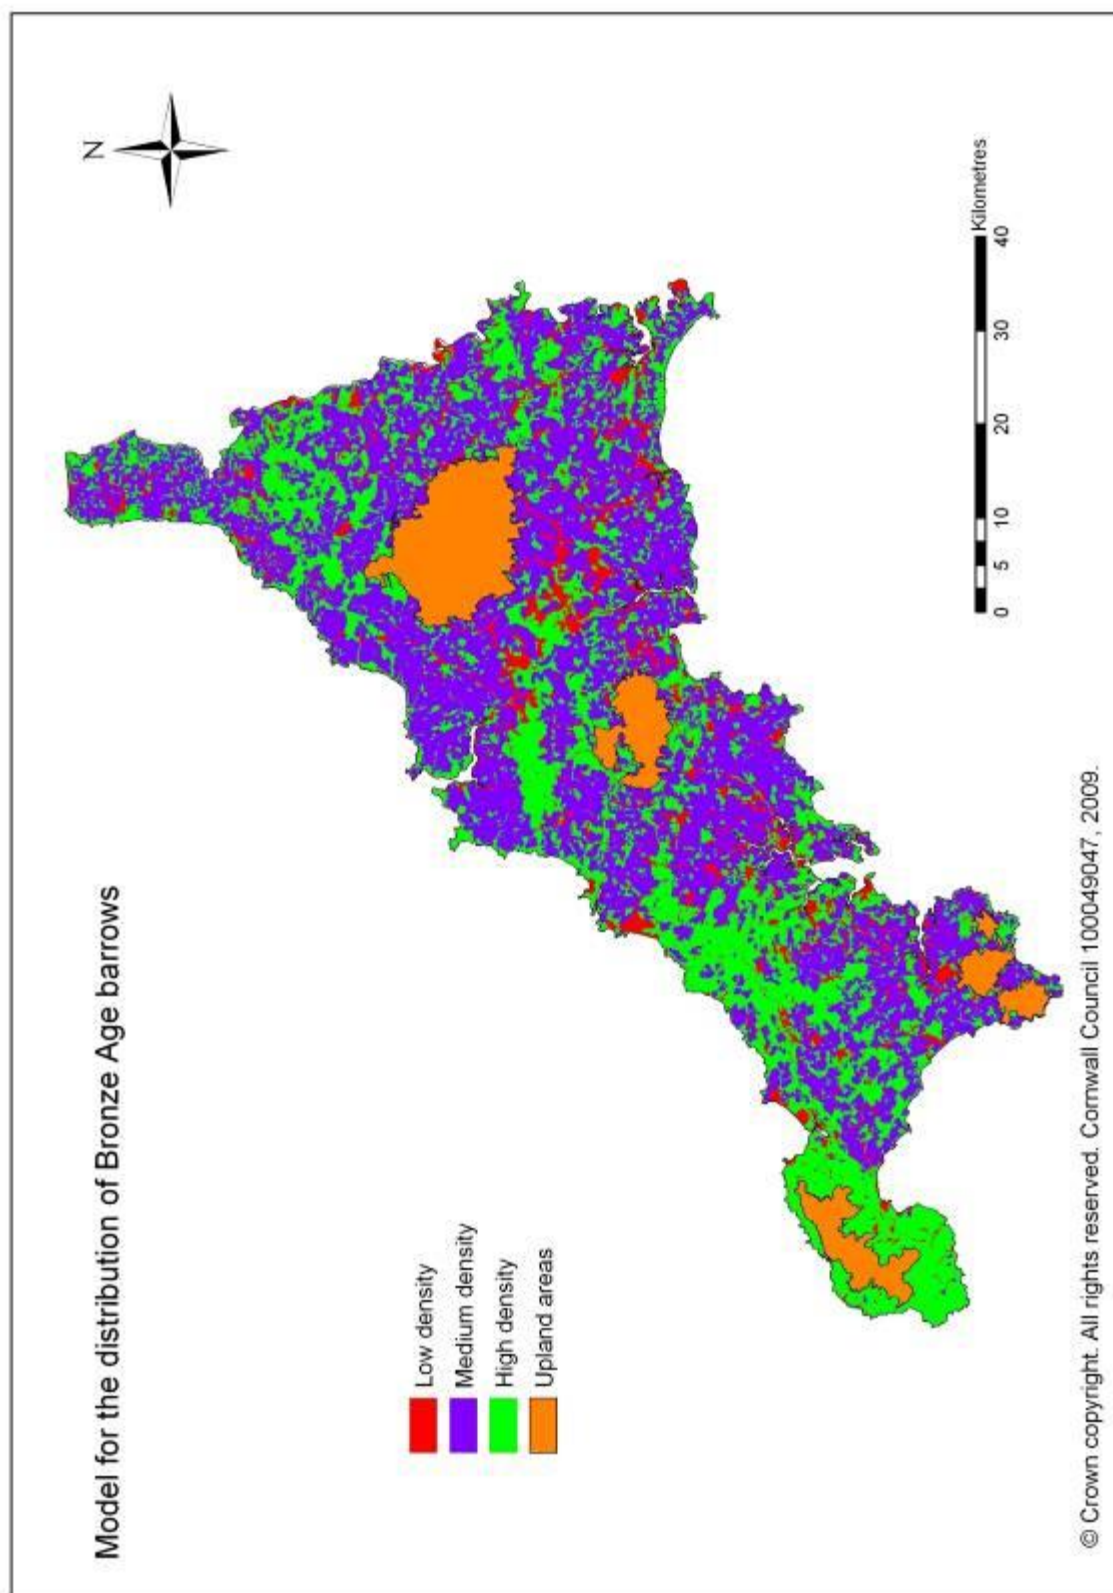 Model for the distribution of Bronze Age barrows
N
Low density
Medium density
High density
Upland areas
0 5 10 20 30 40
Kilometres
© Crown copyright. All rights reserved. Cornwall Council 100049047, 2009.